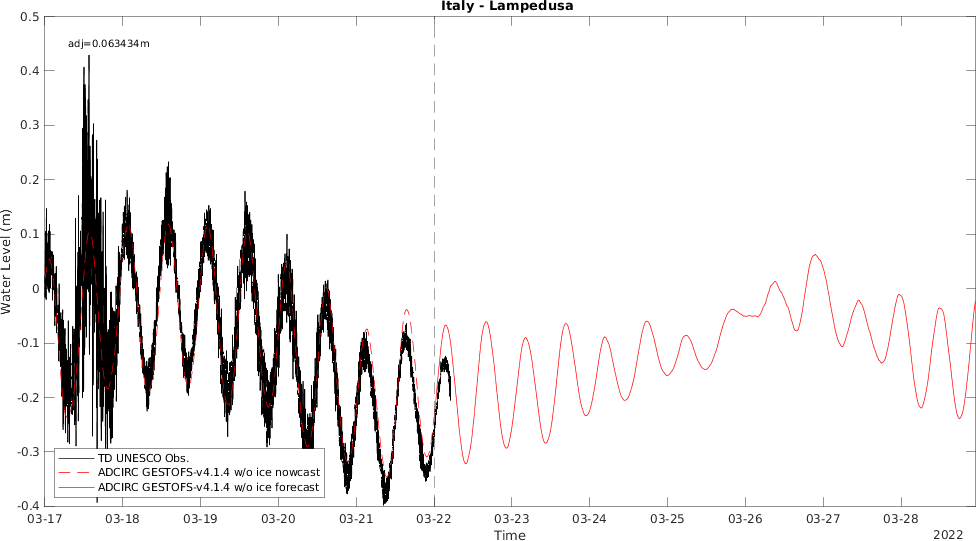 Italy - Lampedusa
adj=0.063434m
0.5
0.4
0.3
0.2
0.1
0
-0.1
-0.2
-0.3
-0.4
Water Level (m)
TD UNESCO Obs.
ADCIRC GESTOFS-v4.1.4 w/o ice nowcast
ADCIRC GESTOFS-v4.1.4 w/o ice forecast
03-17 03-18 03-19 03-20 03-21 03-22 03-23 03-24 03-25 03-26 03-27 03-28
Time
2022